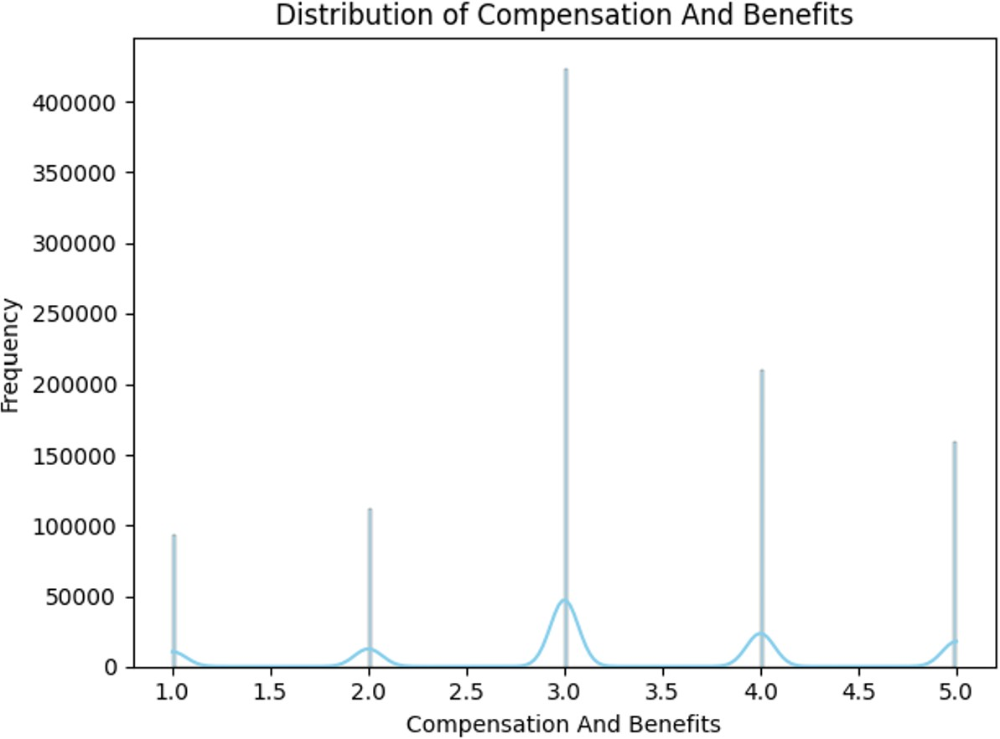 Distribution of Compensation And Benefits
400000
350000
300000
250000
200000
150000
100000
50000
0
Frequency
1.0 1.5 2.0 2.5 3.0 3.5 4.0 4.5 5.0
Compensation And Benefits